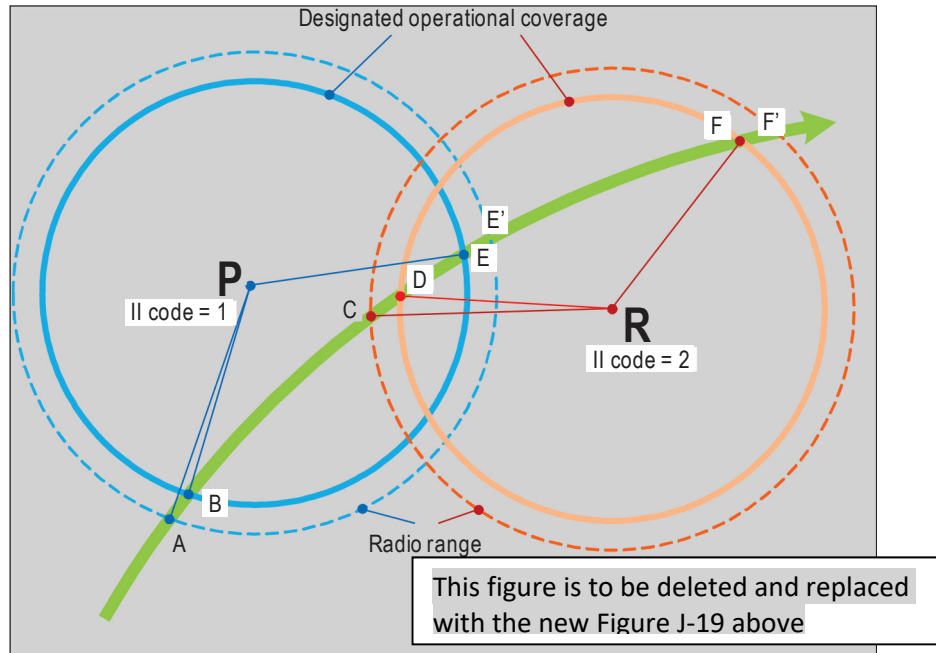 Designated operational coverage
F
F’
E’
E
P
D
II code = 1
C
R
II code = 2
B
A
Radio range
This figure is to be deleted and replaced
with the new Figure J-19 above